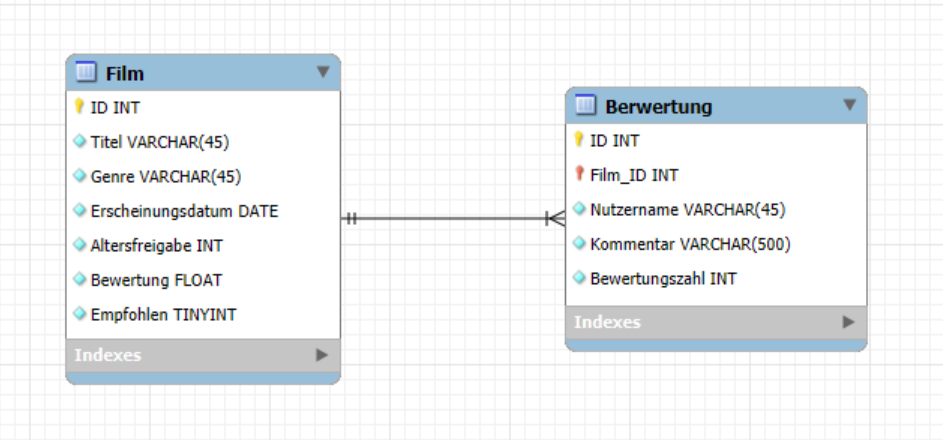 Film
ID INT
Titel VARCHAR(45)
Genre VARCHAR(45)
Erscheinungsdatum DATE
Altersfreigabe INT
Bewertung FLOAT
Empfohlen TINYINT
Indexes
Berwertung
ID INT
Film_ID INT
Nutzername VARCHAR(45)
Kommentar VARCHAR(500)
Bewertungszahl INT
Indexes